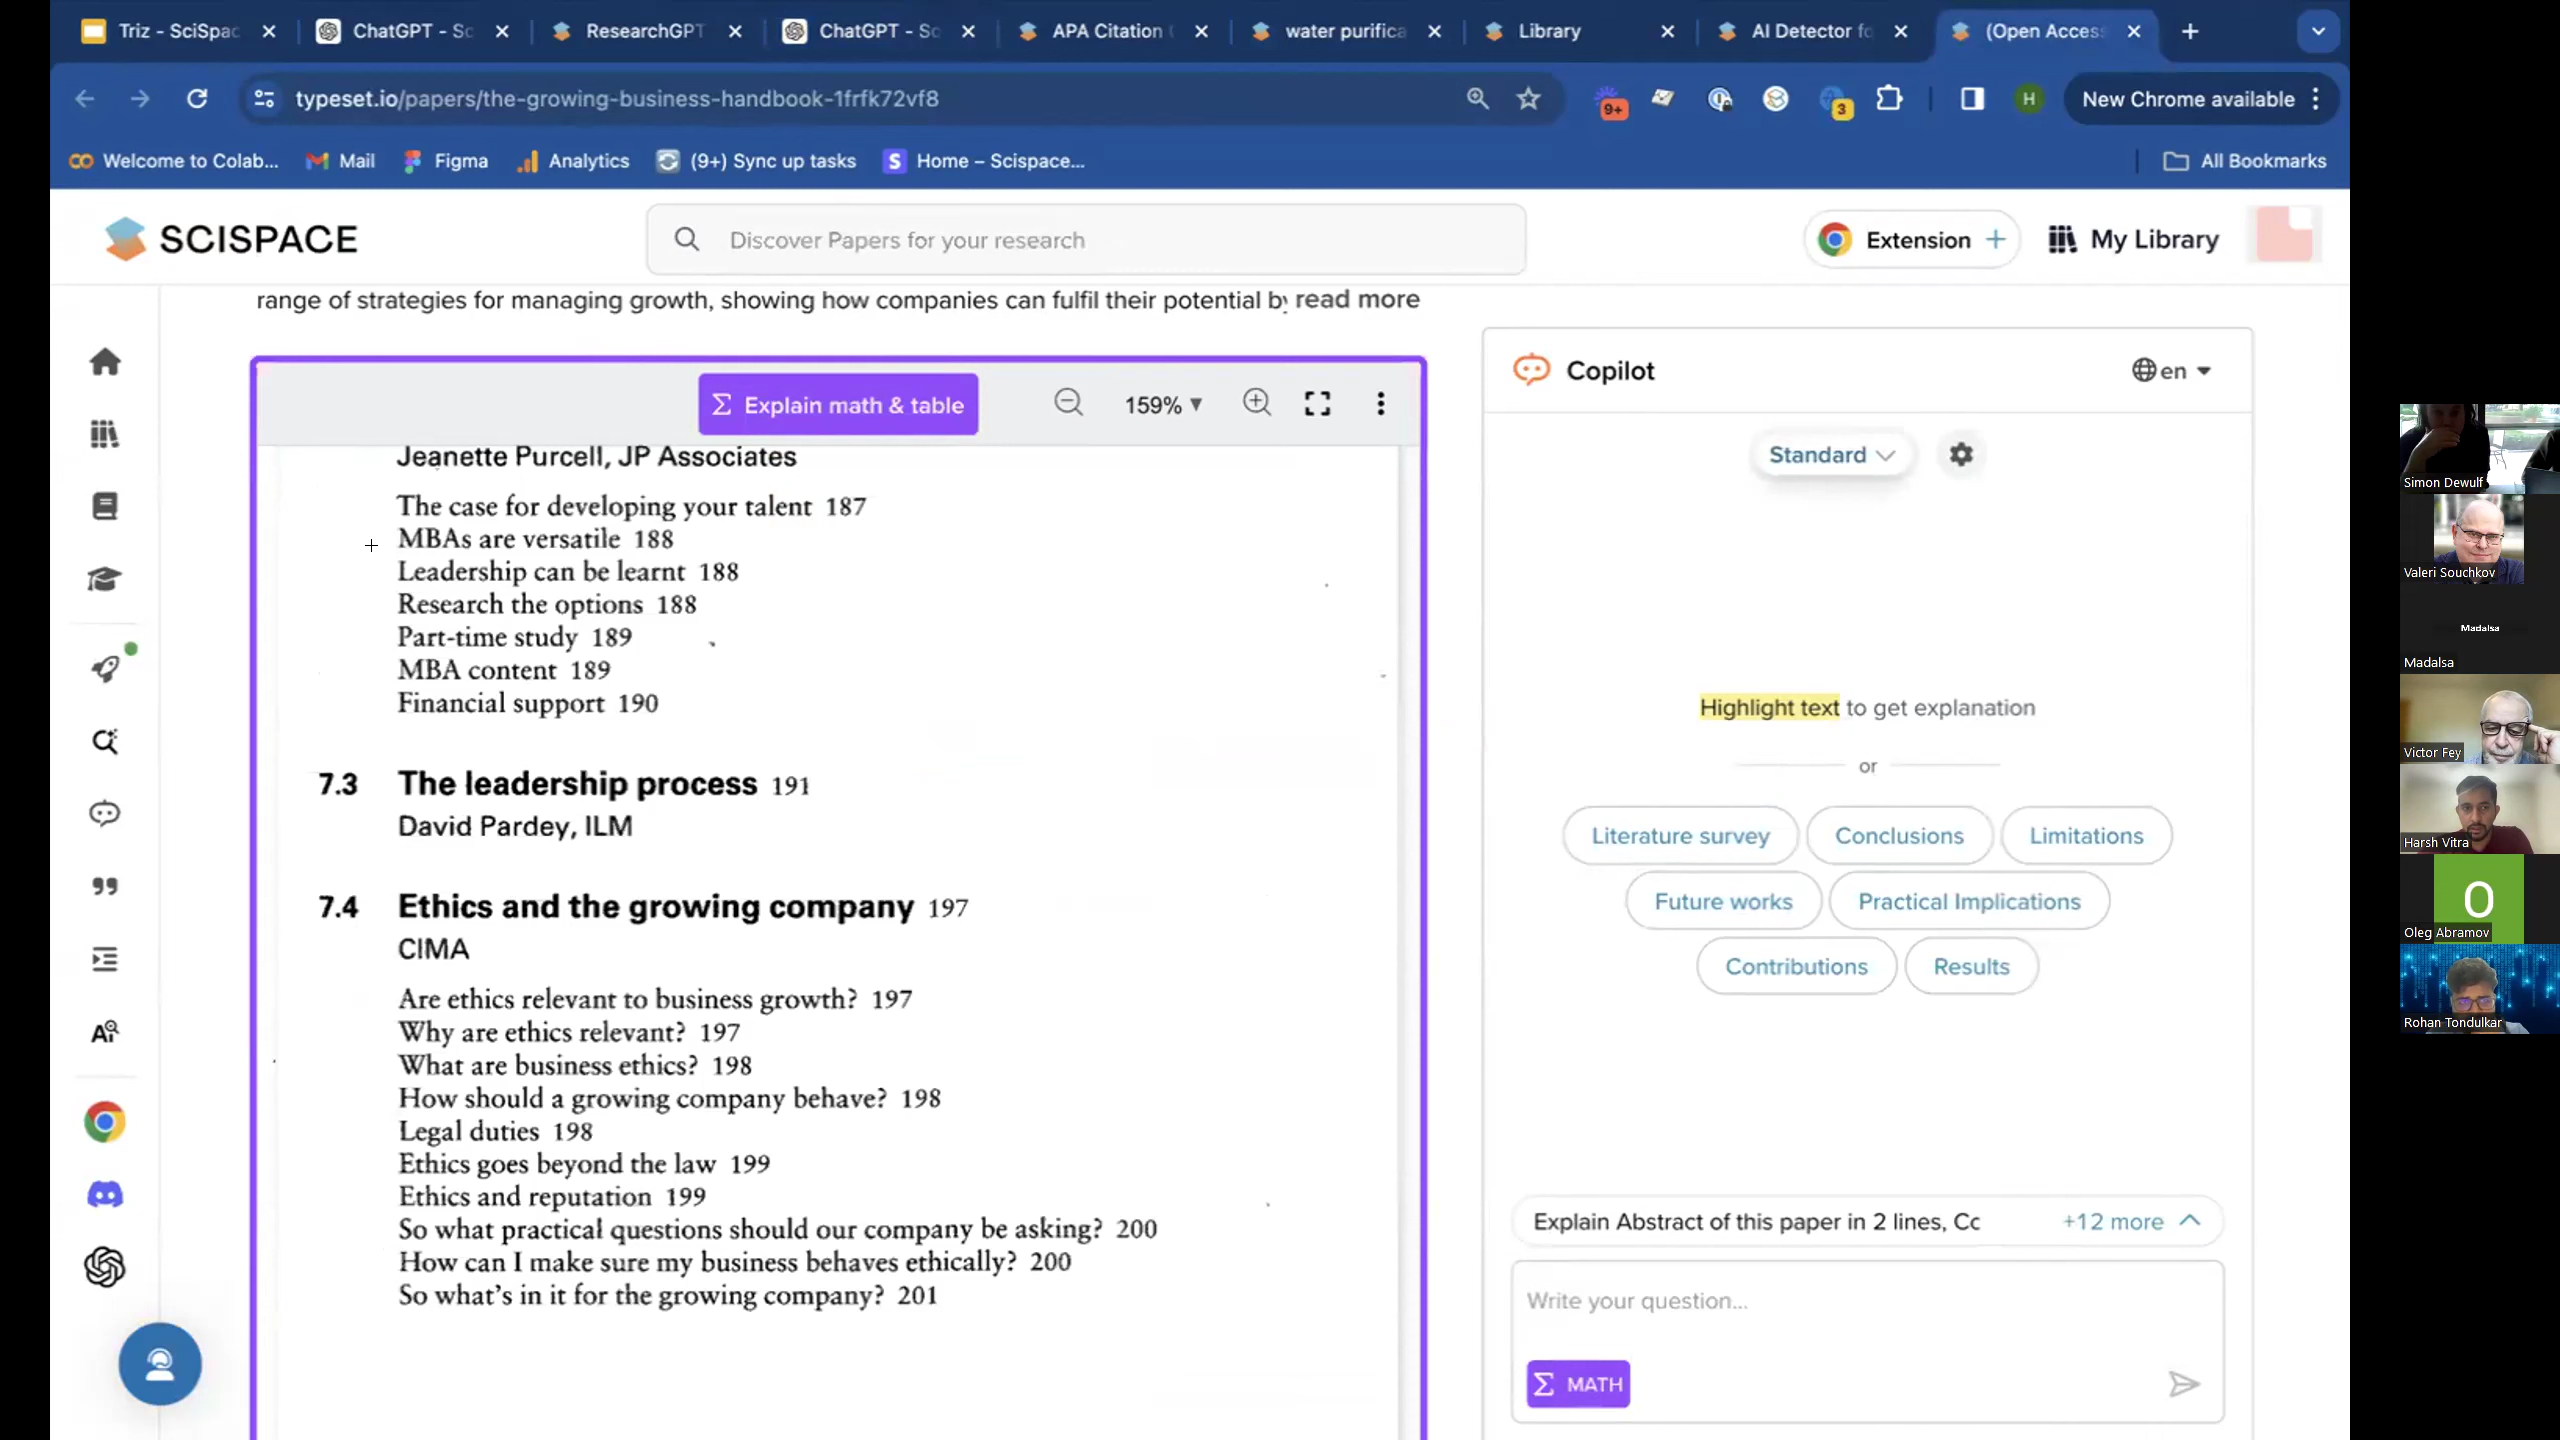 Triz - SciSpac
ChatGPT - Sc
ResearchGPT
ChatGPT - Sc
APA Citation
water purifica
Library
AI Detector fo
(Open Acces
typeset.io/papers/the-growing-business-handbook-1frfk72vf8
9+
3
H
New Chrome available
Welcome to Colab...
Mail
Figma
Analytics
(9+) Sync up tasks
S
Home – Scispace...
All Bookmarks
SCISPACE
Discover Papers for your research
Extension +
My Library
range of strategies for managing growth, showing how companies can fulfil their potential by read more
Σ Explain math & table
159%
Jeanette Purcell, JP Associates
The case for developing your talent 187
MBAs are versatile 188
Leadership can be learnt 188
Research the options 188
Part-time study 189
MBA content 189
Financial support 190
7.3 The leadership process 191
David Pardey, ILM
7.4 Ethics and the growing company 197
CIMA
Are ethics relevant to business growth? 197
Why are ethics relevant? 197
What are business ethics? 198
How should a growing company behave? 198
Legal duties 198
Ethics goes beyond the law 199
Ethics and reputation 199
So what practical questions should our company be asking? 200
How can I make sure my business behaves ethically? 200
So what's in it for the growing company? 201
Copilot
en
Standard
Highlight text to get explanation
or
Literature survey
Conclusions
Limitations
Future works
Practical Implications
Contributions
Results
Explain Abstract of this paper in 2 lines, Cc
+12 more
Write your question...
Σ MATH
Simon Dewulf
Valeri Souchkov
Madalsa
Madalsa
Victor Fey
Harsh Vitra
O
Oleg Abramov
Rohan Tondulkar